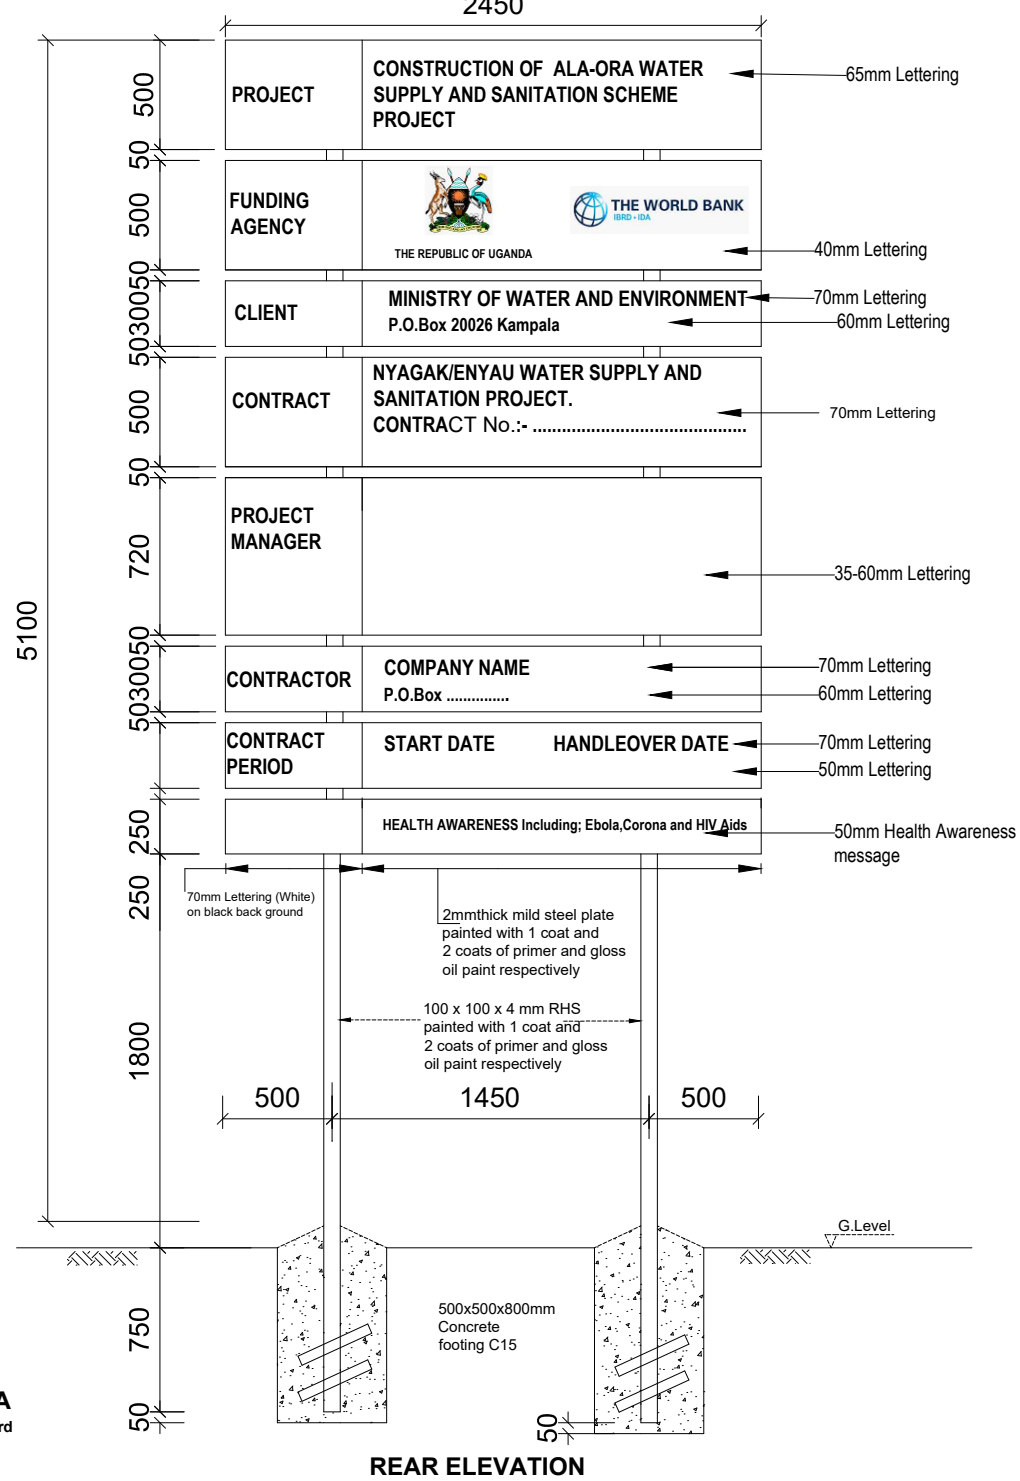 2450
PROJECT
CONSTRUCTION OF ALA-ORA WATER
SUPPLY AND SANITATION SCHEME
PROJECT
65mm Lettering
500
50
FUNDING
AGENCY
THE REPUBLIC OF UGANDA
THE WORLD BANK
IBRD • IDA
40mm Lettering
500
50
CLIENT
MINISTRY OF WATER AND ENVIRONMENT
P.O.Box 20026 Kampala
70mm Lettering
60mm Lettering
300
50
CONTRACT
NYAGAK/ENYAU WATER SUPPLY AND
SANITATION PROJECT.
CONTRACT No.:- ............................................
70mm Lettering
500
50
PROJECT
MANAGER
35-60mm Lettering
720
5100
50
CONTRACTOR
COMPANY NAME
P.O.Box ..............
70mm Lettering
60mm Lettering
300
50
CONTRACT
PERIOD
START DATE HANDLEOVER DATE
70mm Lettering
50mm Lettering
HEALTH AWARENESS Including; Ebola,Corona and HIV Aids
50mm Health Awareness
message
250
250
70mm Lettering (White)
on black back ground
2mmthick mild steel plate
painted with 1 coat and
2 coats of primer and gloss
oil paint respectively
100 x 100 x 4 mm RHS
painted with 1 coat and
2 coats of primer and gloss
oil paint respectively
1800
500 1450 500
G.Level
750
500x500x800mm
Concrete
footing C15
50
50
A
rd
REAR ELEVATION